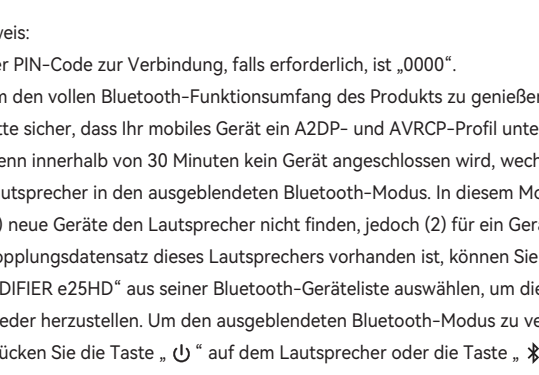 weis:
er PIN-Code zur Verbindung, falls erforderlich, ist „0000“.
m den vollen Bluetooth-Funktionsumfang des Produkts zu genießen
tte sicher, dass Ihr mobiles Gerät ein A2DP- und AVRCP-Profil unte
enn innerhalb von 30 Minuten kein Gerät angeschlossen wird, wech
utsprecher in den ausgeblendeten Bluetooth-Modus. In diesem Mo
) neue Geräte den Lautsprecher nicht finden, jedoch (2) für ein Gerä
opplungsdatensatz dieses Lautsprechers vorhanden ist, können Sie
DIFIER e25HD“ aus seiner Bluetooth-Geräteliste auswählen, um die
eder herzustellen. Um den ausgeblendeten Bluetooth-Modus zu ve
ücken Sie die Taste „ ⏻ “ auf dem Lautsprecher oder die Taste „